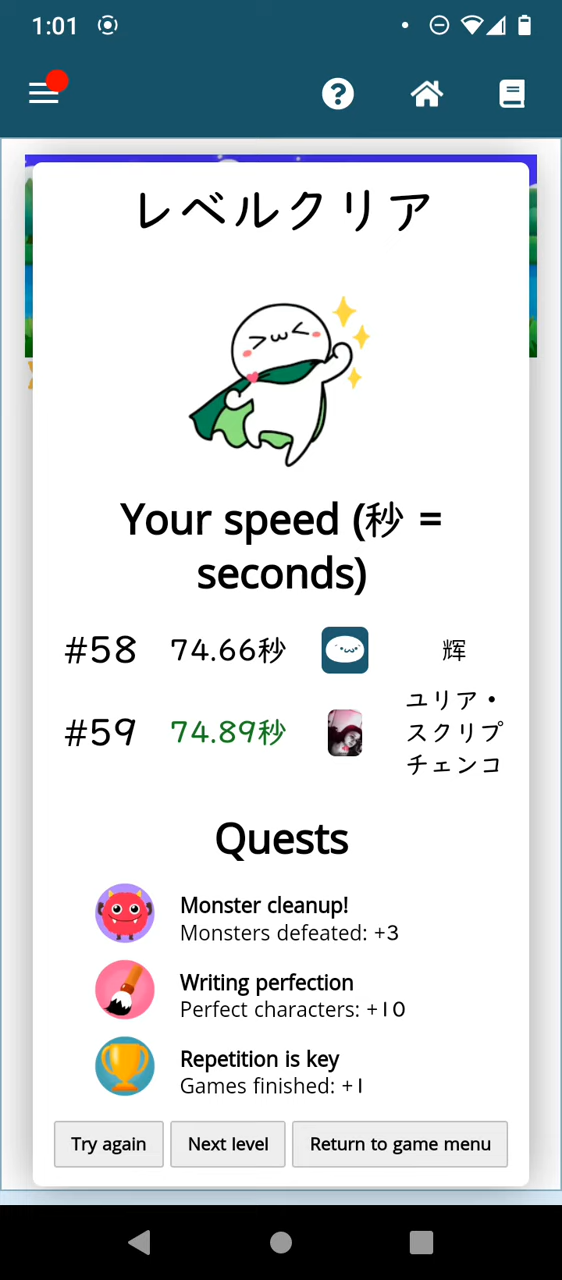 1:01
レベルクリア
Your speed (秒 =
seconds)
#58 74.66秒 辉
#59 74.89秒 ユリア・
スクリプ
チェンコ
Quests
Monster cleanup!
Monsters defeated: +3
Writing perfection
Perfect characters: +10
Repetition is key
Games finished: +1
Try again Next level Return to game menu